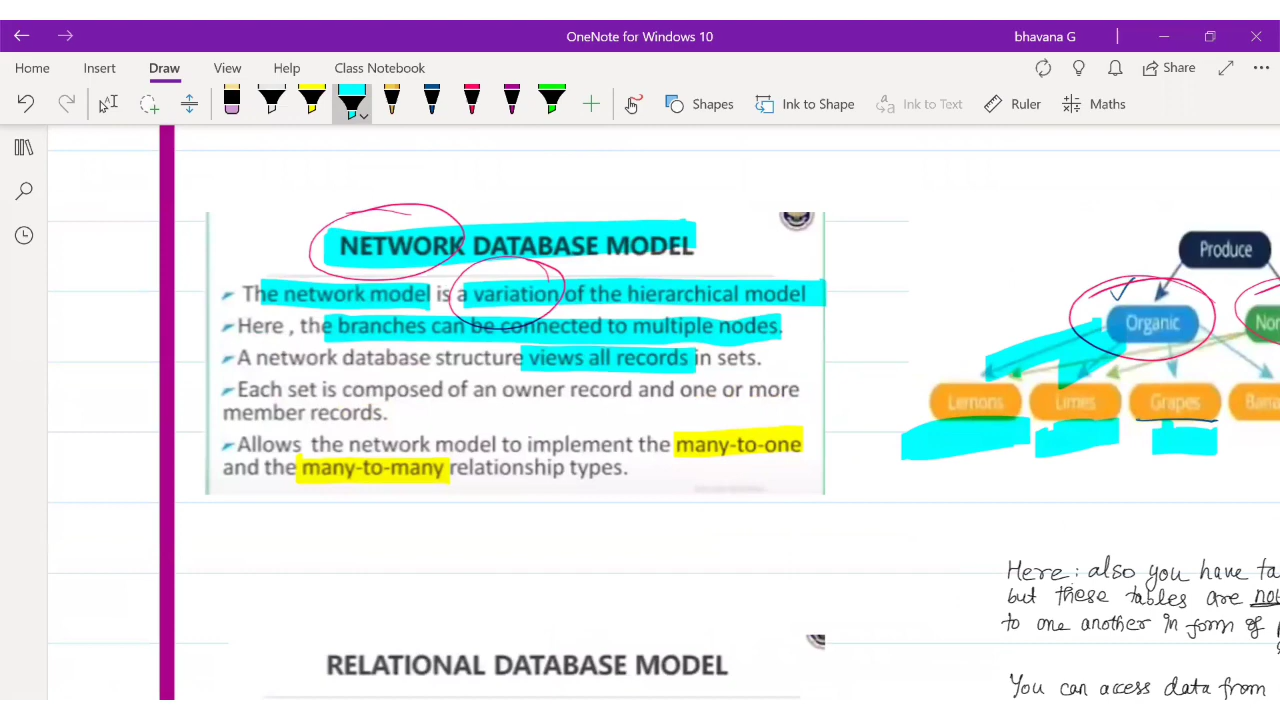 OneNote for Windows 10
bhavana G
Home Insert Draw View Help Class Notebook
Share
Shapes Ink to Shape Ink to Text Ruler Maths
NETWORK DATABASE MODEL
The network model is a variation of the hierarchical model
Here , the branches can be connected to multiple nodes.
A network database structure views all records in sets.
Each set is composed of an owner record and one or more
member records.
Allows the network model to implement the many-to-one
and the many-to-many relationship types.
Produce
Organic
Lemons Limes Grapes
Here: also you have
but these tables are
to one another in form of
You can access data from
RELATIONAL DATABASE MODEL